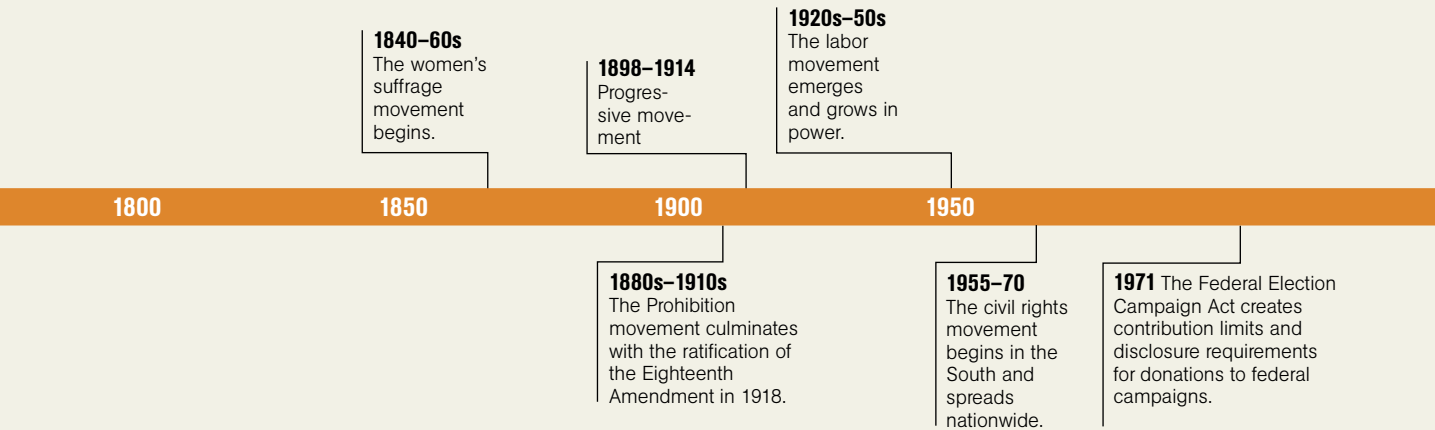 1840–60s
The women's
suffrage
movement
begins.
1898–1914
Progres-
sive move-
ment
1920s–50s
The labor
movement
emerges
and grows in
power.
1800
1850
1900
1950
1880s–1910s
The Prohibition
movement culminates
with the ratification of
the Eighteenth
Amendment in 1918.
1955–70
The civil rights
movement
begins in the
South and
spreads
nationwide.
1971 The Federal Election
Campaign Act creates
contribution limits and
disclosure requirements
for donations to federal
campaigns.